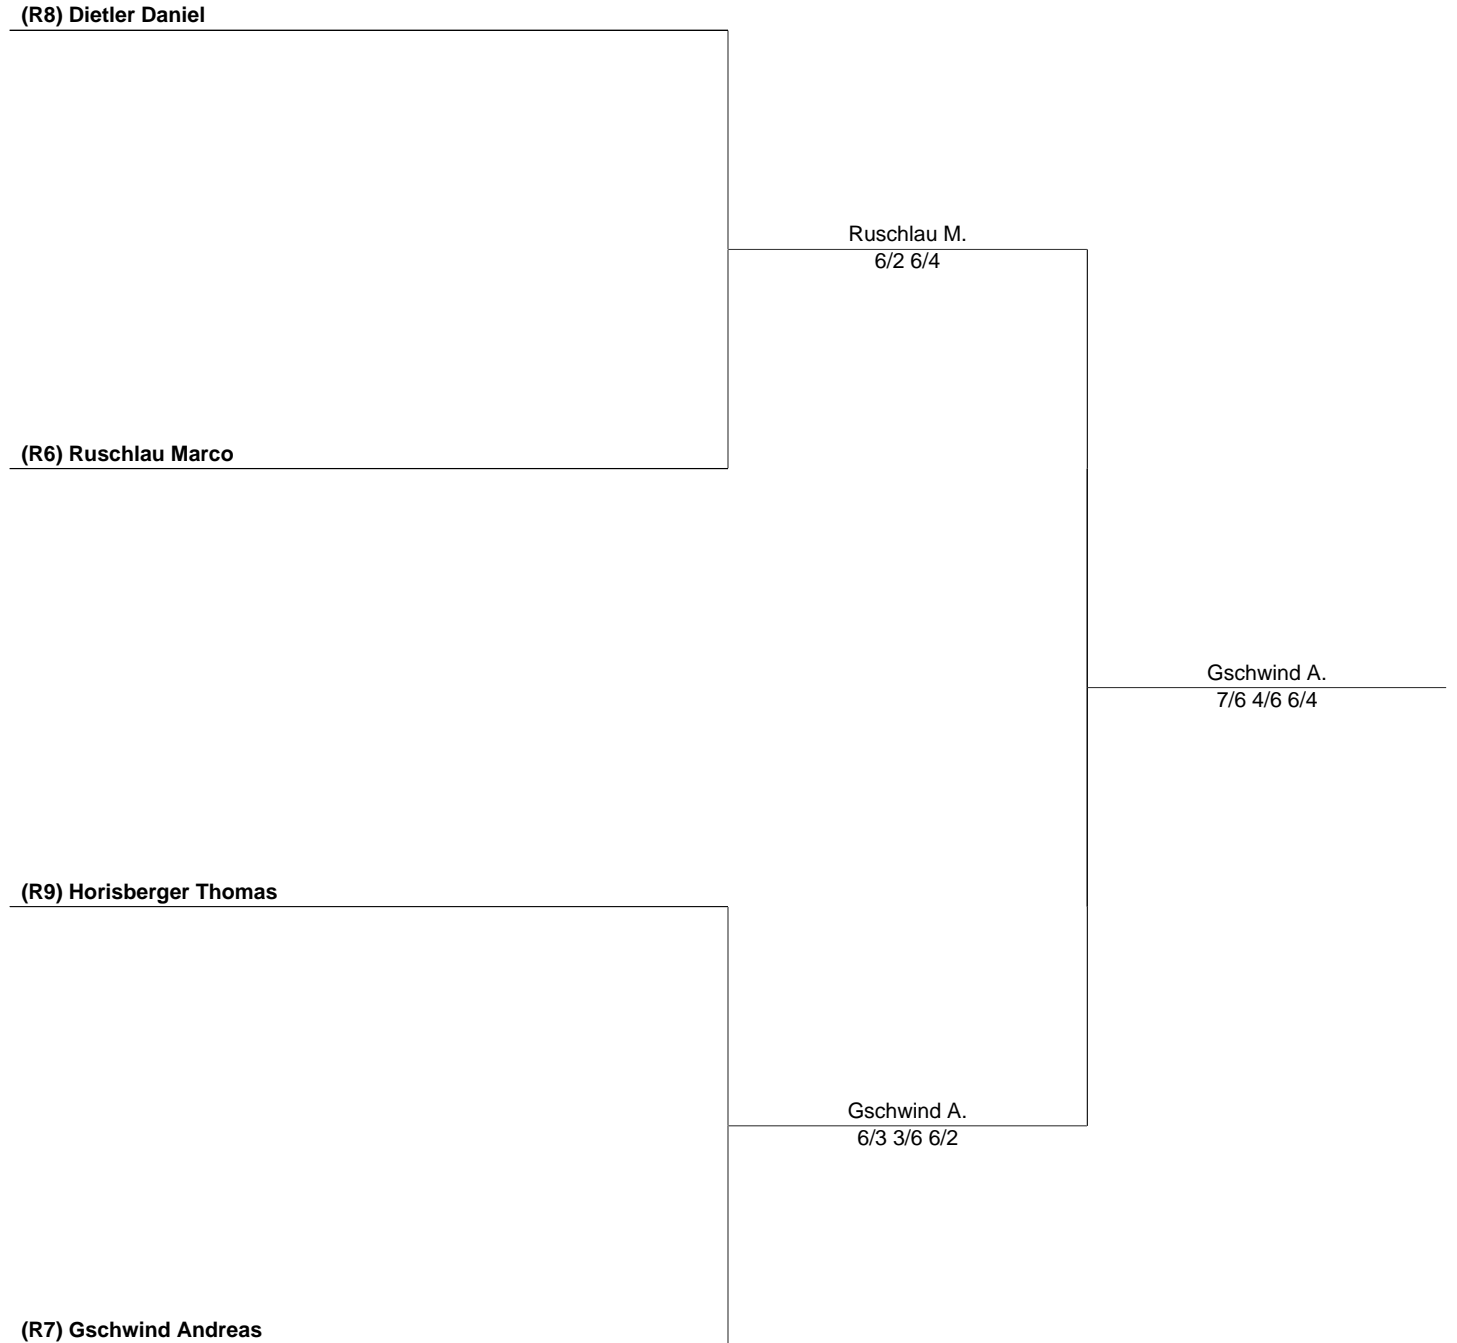 (R8) Dietler Daniel
Ruschlau M.
6/2 6/4
(R6) Ruschlau Marco
Gschwind A.
7/6 4/6 6/4
(R9) Horisberger Thomas
Gschwind A.
6/3 3/6 6/2
(R7) Gschwind Andreas